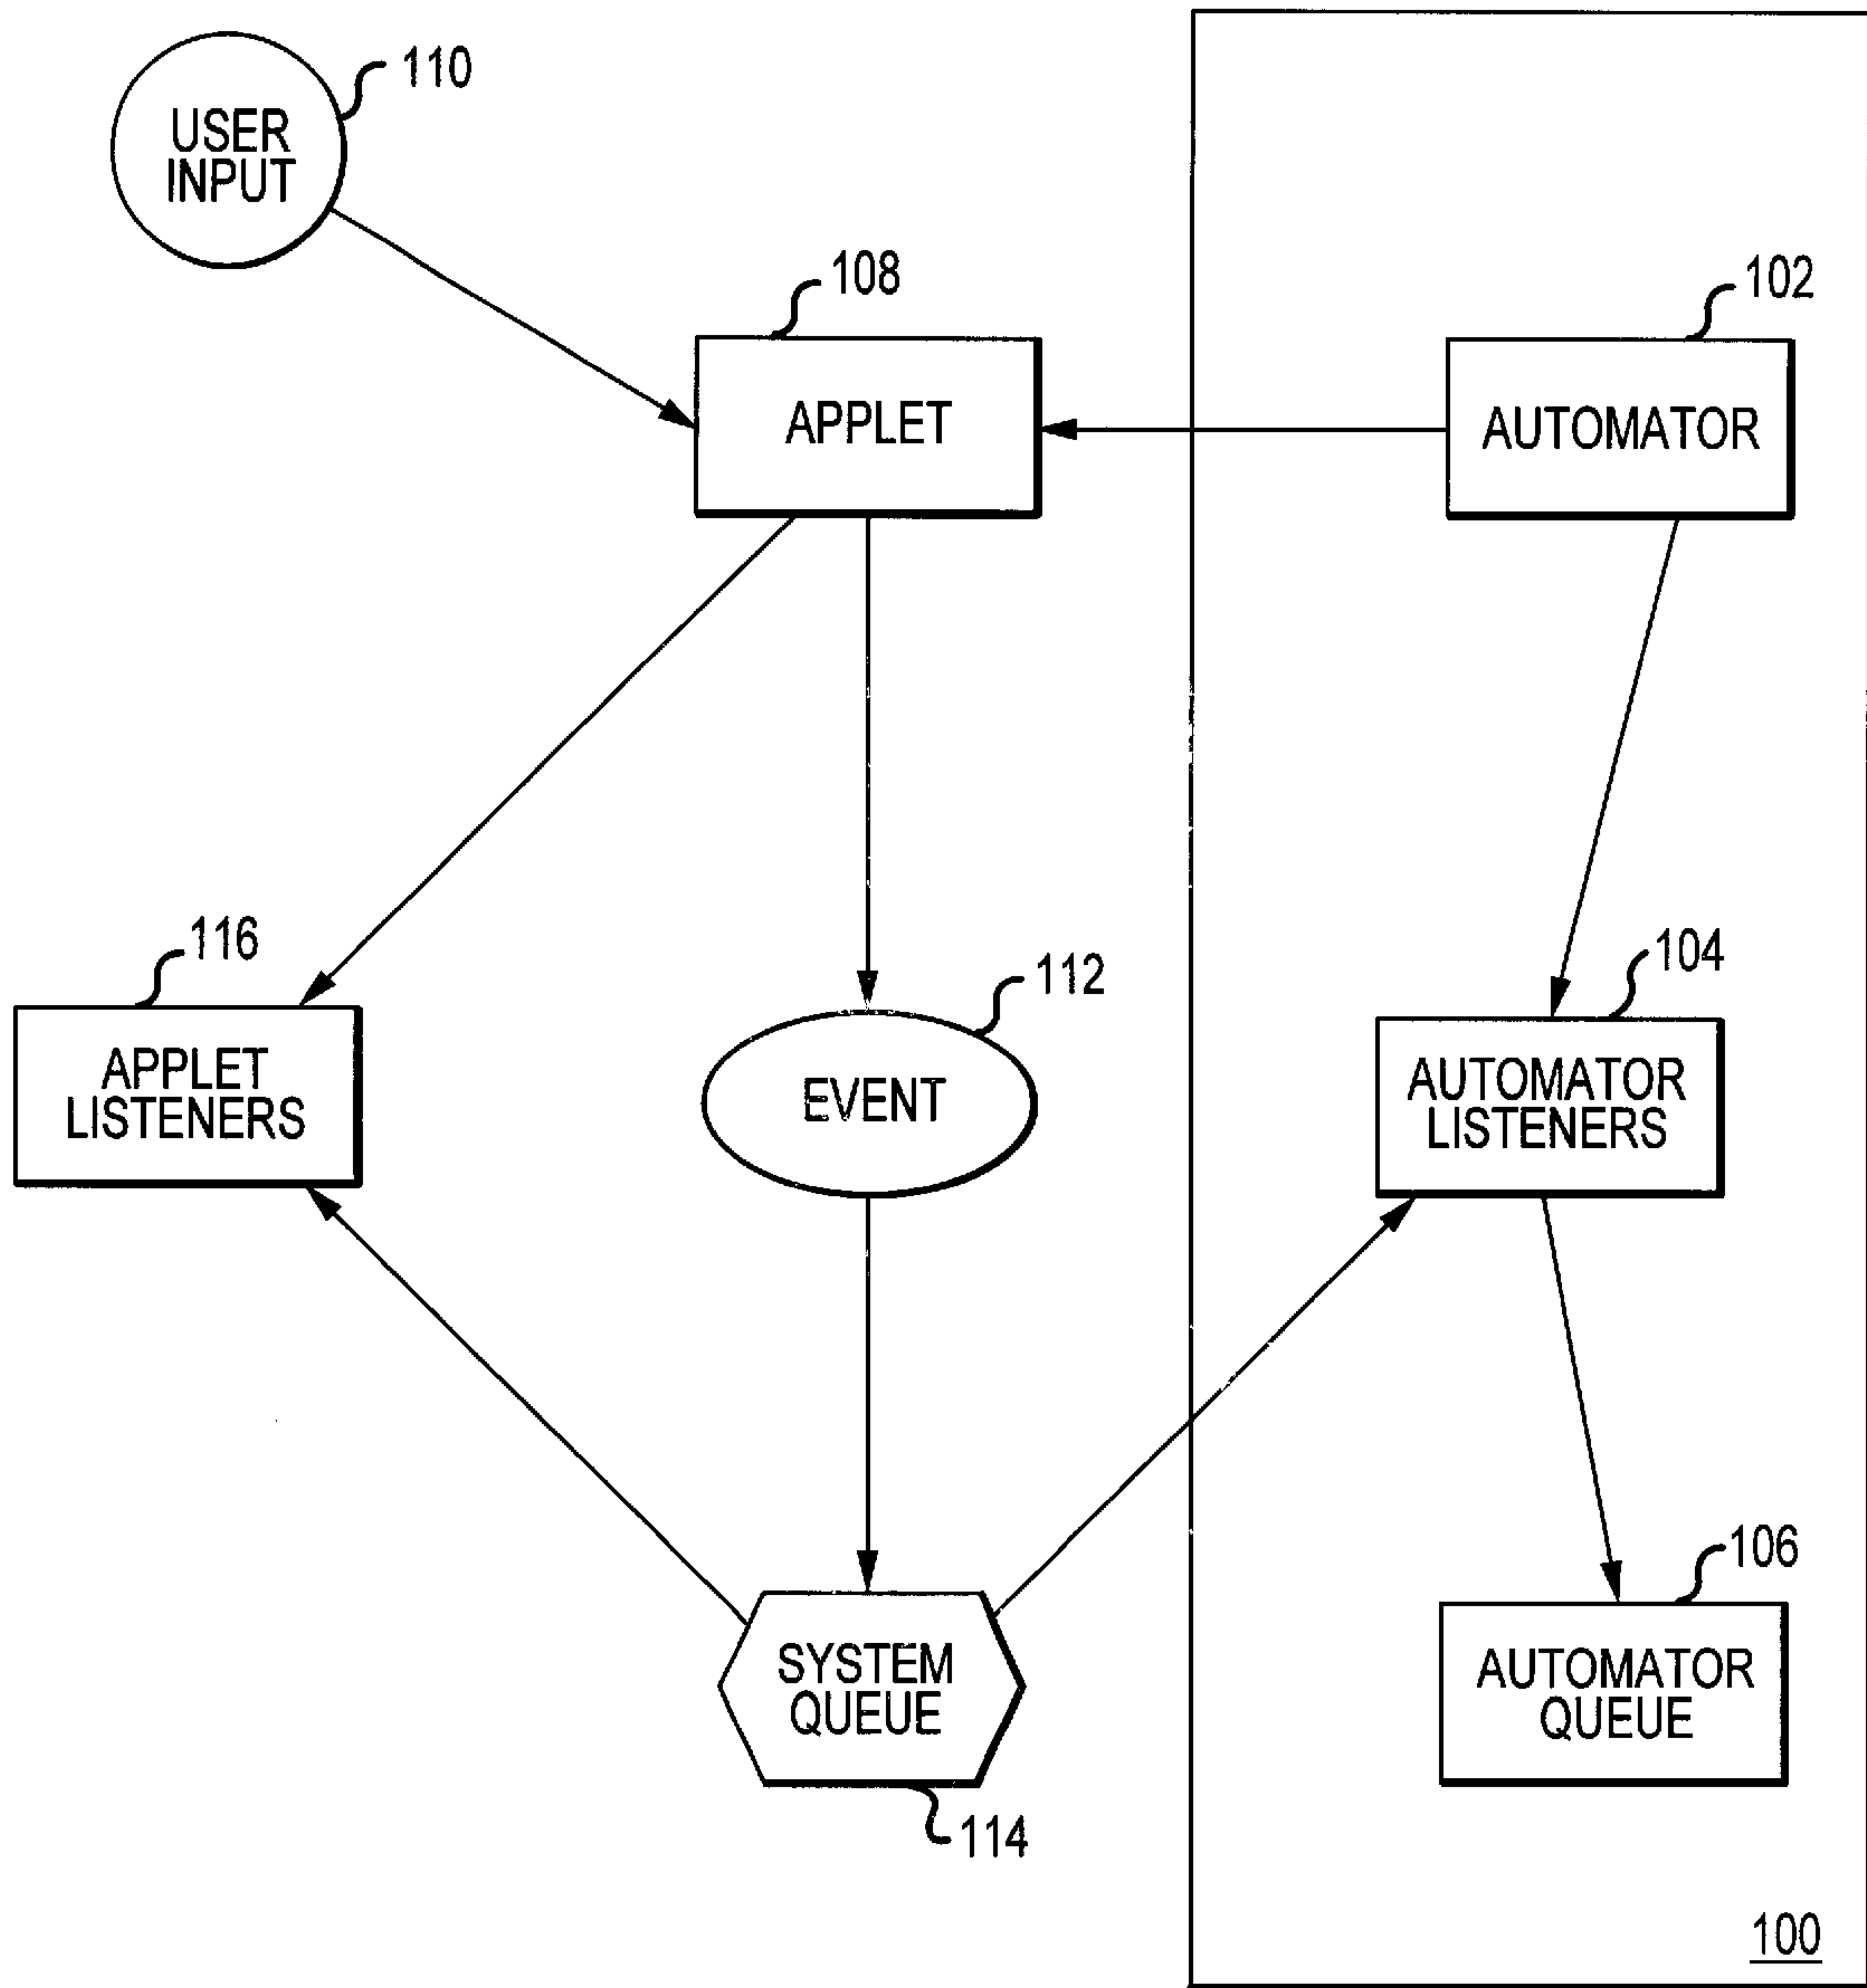 110
USER
INPUT
108
102
APPLET
AUTOMATOR
116
112
104
APPLET
LISTENERS
EVENT
AUTOMATOR
LISTENERS
106
SYSTEM
QUEUE
AUTOMATOR
QUEUE
114
100